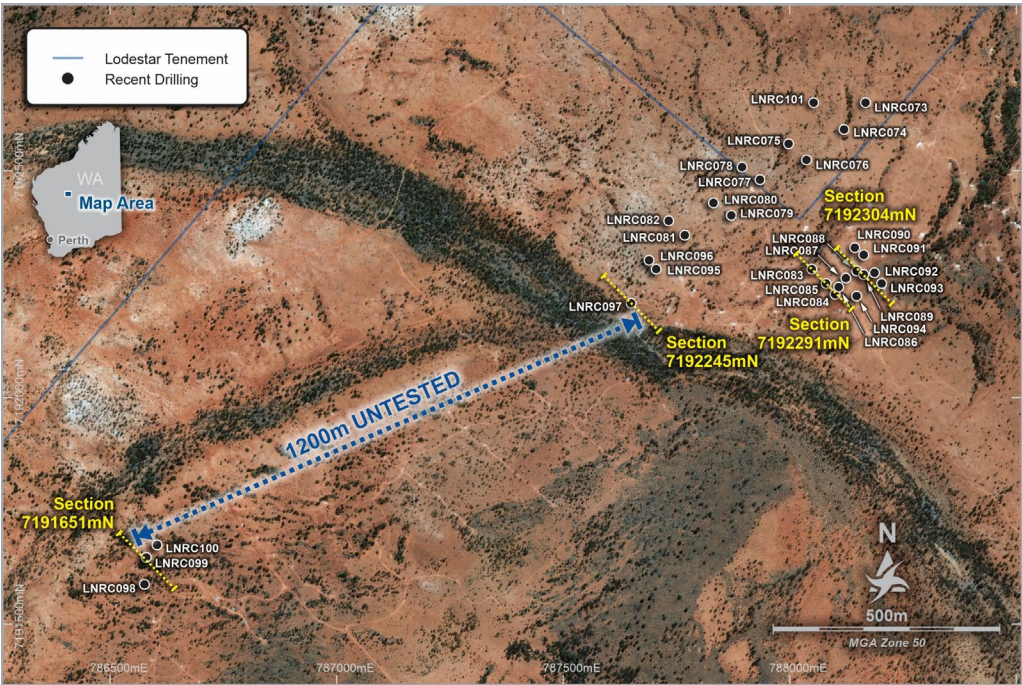 Lodestar Tenement
Recent Drilling
WA
Map Area
Perth
7192500mN
7192000mN
7191500mN
LNRC101
LNRC073
LNRC074
LNRC075
LNRC076
LNRC078
LNRC077
LNRC080
LNRC079
LNRC082
LNRC081
LNRC096
LNRC095
LNRC097
Section
7192304mN
LNRC090
LNRC091
LNRC088
LNRC087
LNRC092
LNRC093
LNRC083
LNRC085
LNRC084
LNRC089
LNRC094
LNRC086
Section
7192291mN
Section
7192245mN
1200m UNTESTED
Section
7191651mN
LNRC100
LNRC099
LNRC098
N
500m
MGA Zone 50
786500mE
787000mE
787500mE
788000mE